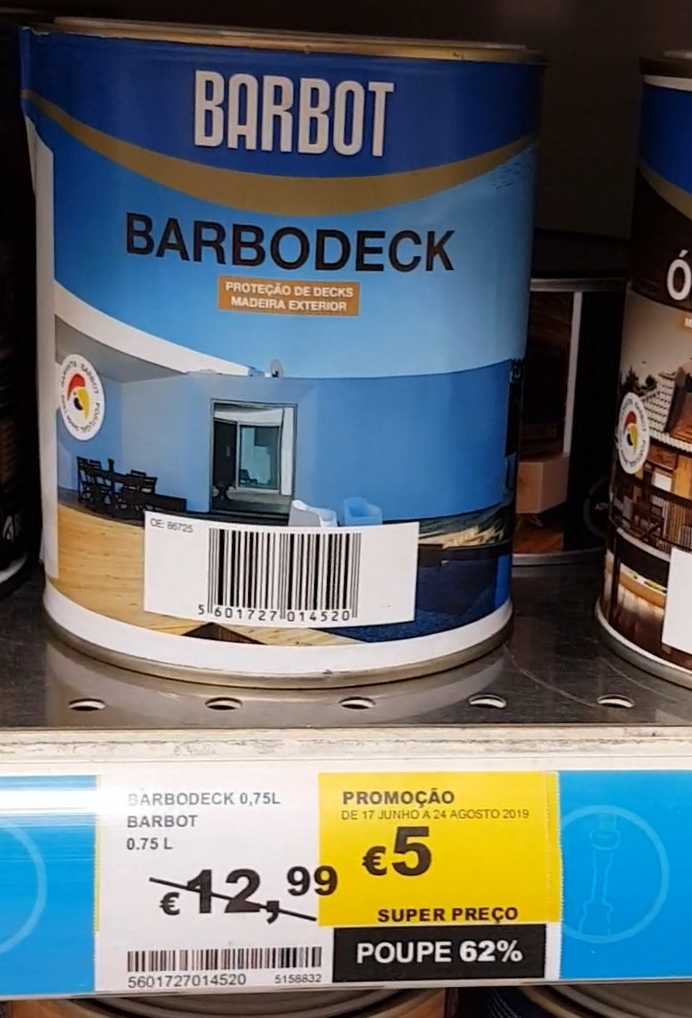 BARBOT
BARBODECK
PROTEÇÃO DE DECKS
MADEIRA EXTERIOR
OE: 86725
5 601727 014520
Ó
BARBODECK 0,75L
BARBOT
0.75 L
€12,99
5601727014520 5158832
PROMOÇÃO
DE 17 JUNHO A 24 AGOSTO 2019
€5
SUPER PREÇO
POUPE 62%